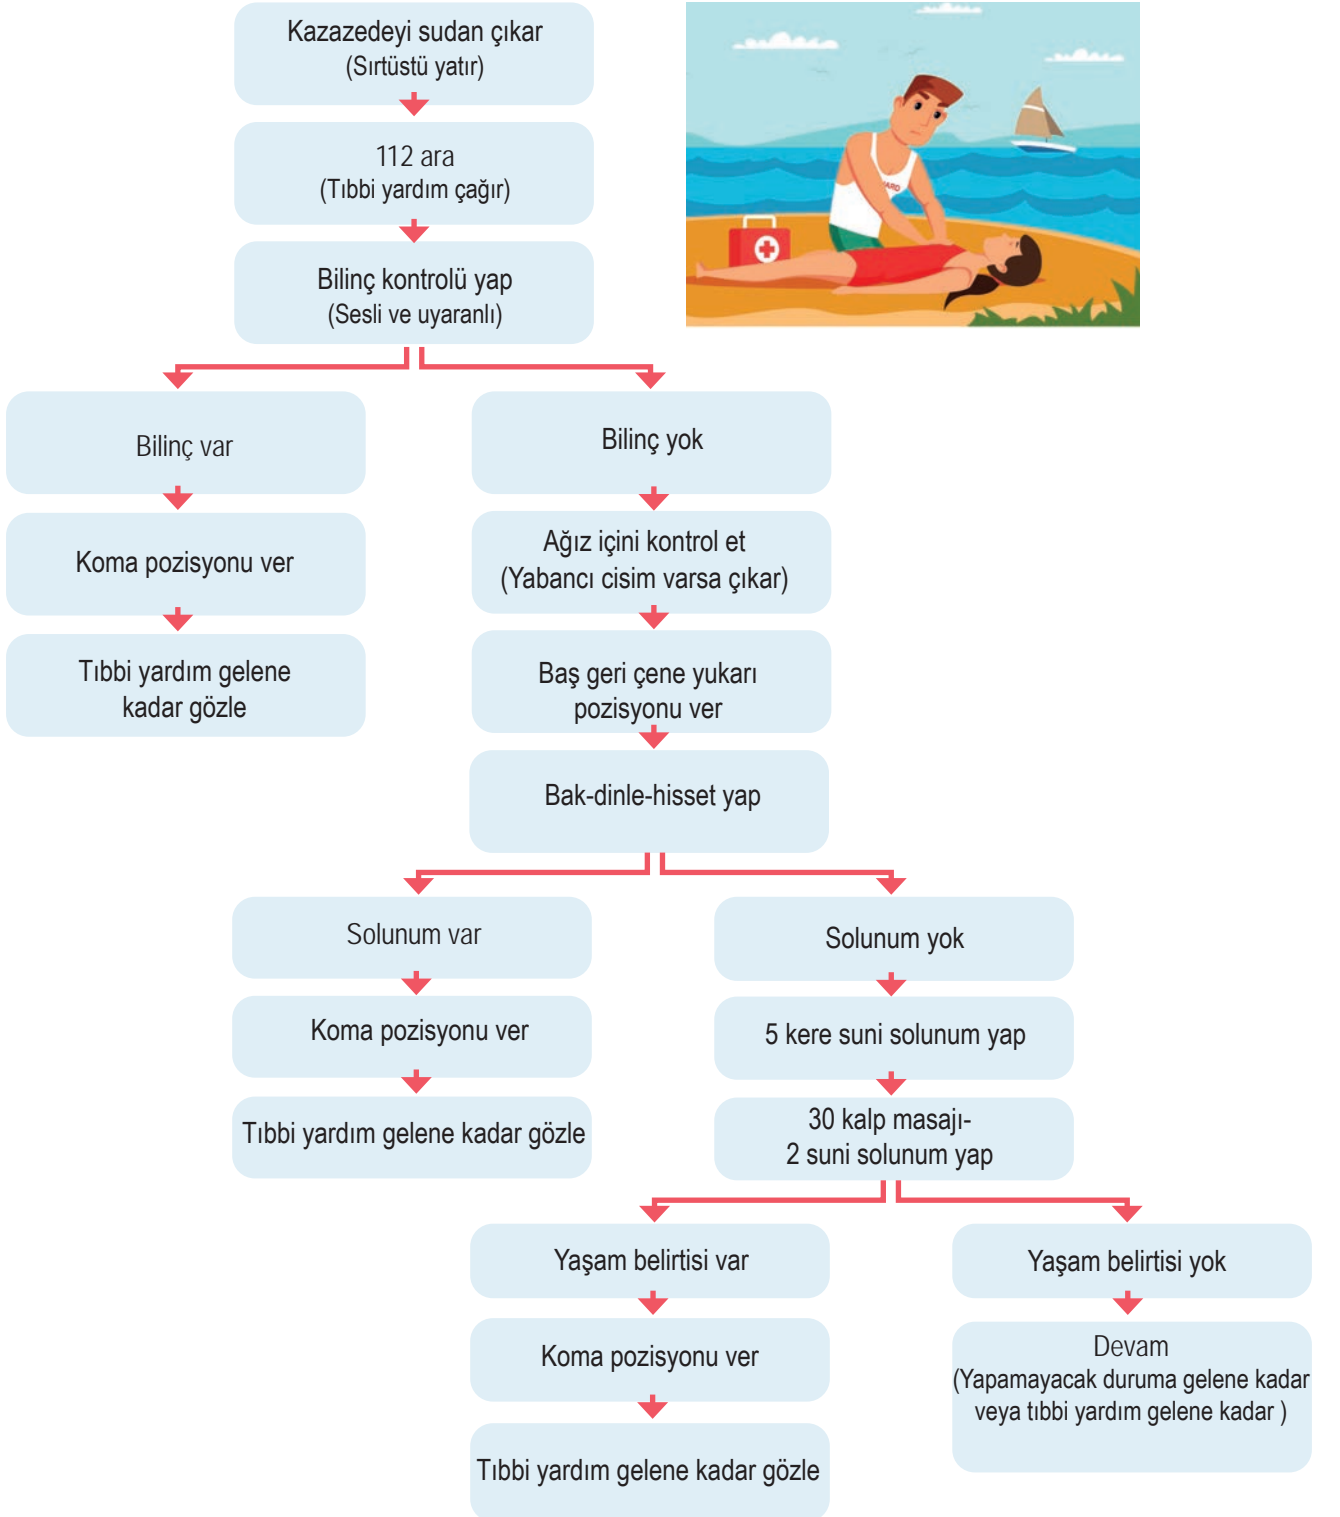 Kazazedeyi sudan çıkar
(Sırtüstü yatır)
112 ara
(Tıbbi yardım çağır)
Bilinç kontrolü yap
(Sesli ve uyaranlı)
Bilinç var
Bilinç yok
Koma pozisyonu ver
Ağız içini kontrol et
(Yabancı cisim varsa çıkar)
Tıbbi yardım gelene
kadar gözle
Baş geri çene yukarı
pozisyonu ver
Bak-dinle-hisset yap
Solunum var
Solunum yok
Koma pozisyonu ver
5 kere suni solunum yap
Tıbbi yardım gelene kadar gözle
30 kalp masajı-
2 suni solunum yap
Yaşam belirtisi var
Yaşam belirtisi yok
Koma pozisyonu ver
Devam
(Yapamayacak duruma gelene kadar
veya tıbbi yardım gelene kadar )
Tıbbi yardım gelene kadar gözle